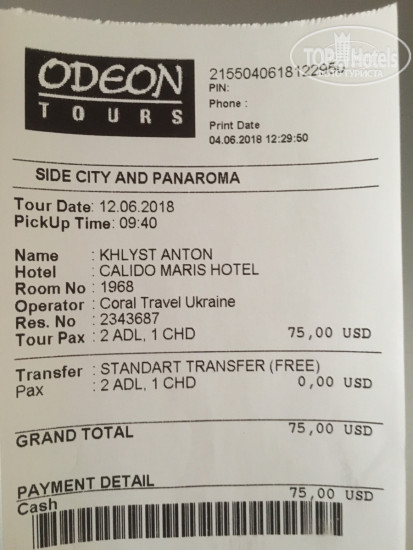 TOP Hotels
ODEON
TOURS
2155040618122950
PIN:
Phone :
Print Date
04.06.2018 12:29:50
SIDE CITY AND PANAROMA
Tour Date: 12.06.2018
PickUp Time: 09:40
Name : KHLYST ANTON
Hotel : CALIDO MARIS HOTEL
Room No : 1968
Operator : Coral Travel Ukraine
Res. No : 2343687
Tour Pax : 2 ADL, 1 CHD 75,00 USD
Transfer : STANDART TRANSFER (FREE)
Pax : 2 ADL, 1 CHD 0,00 USD
GRAND TOTAL 75,00 USD
PAYMENT DETAIL
Cash 75,00 USD